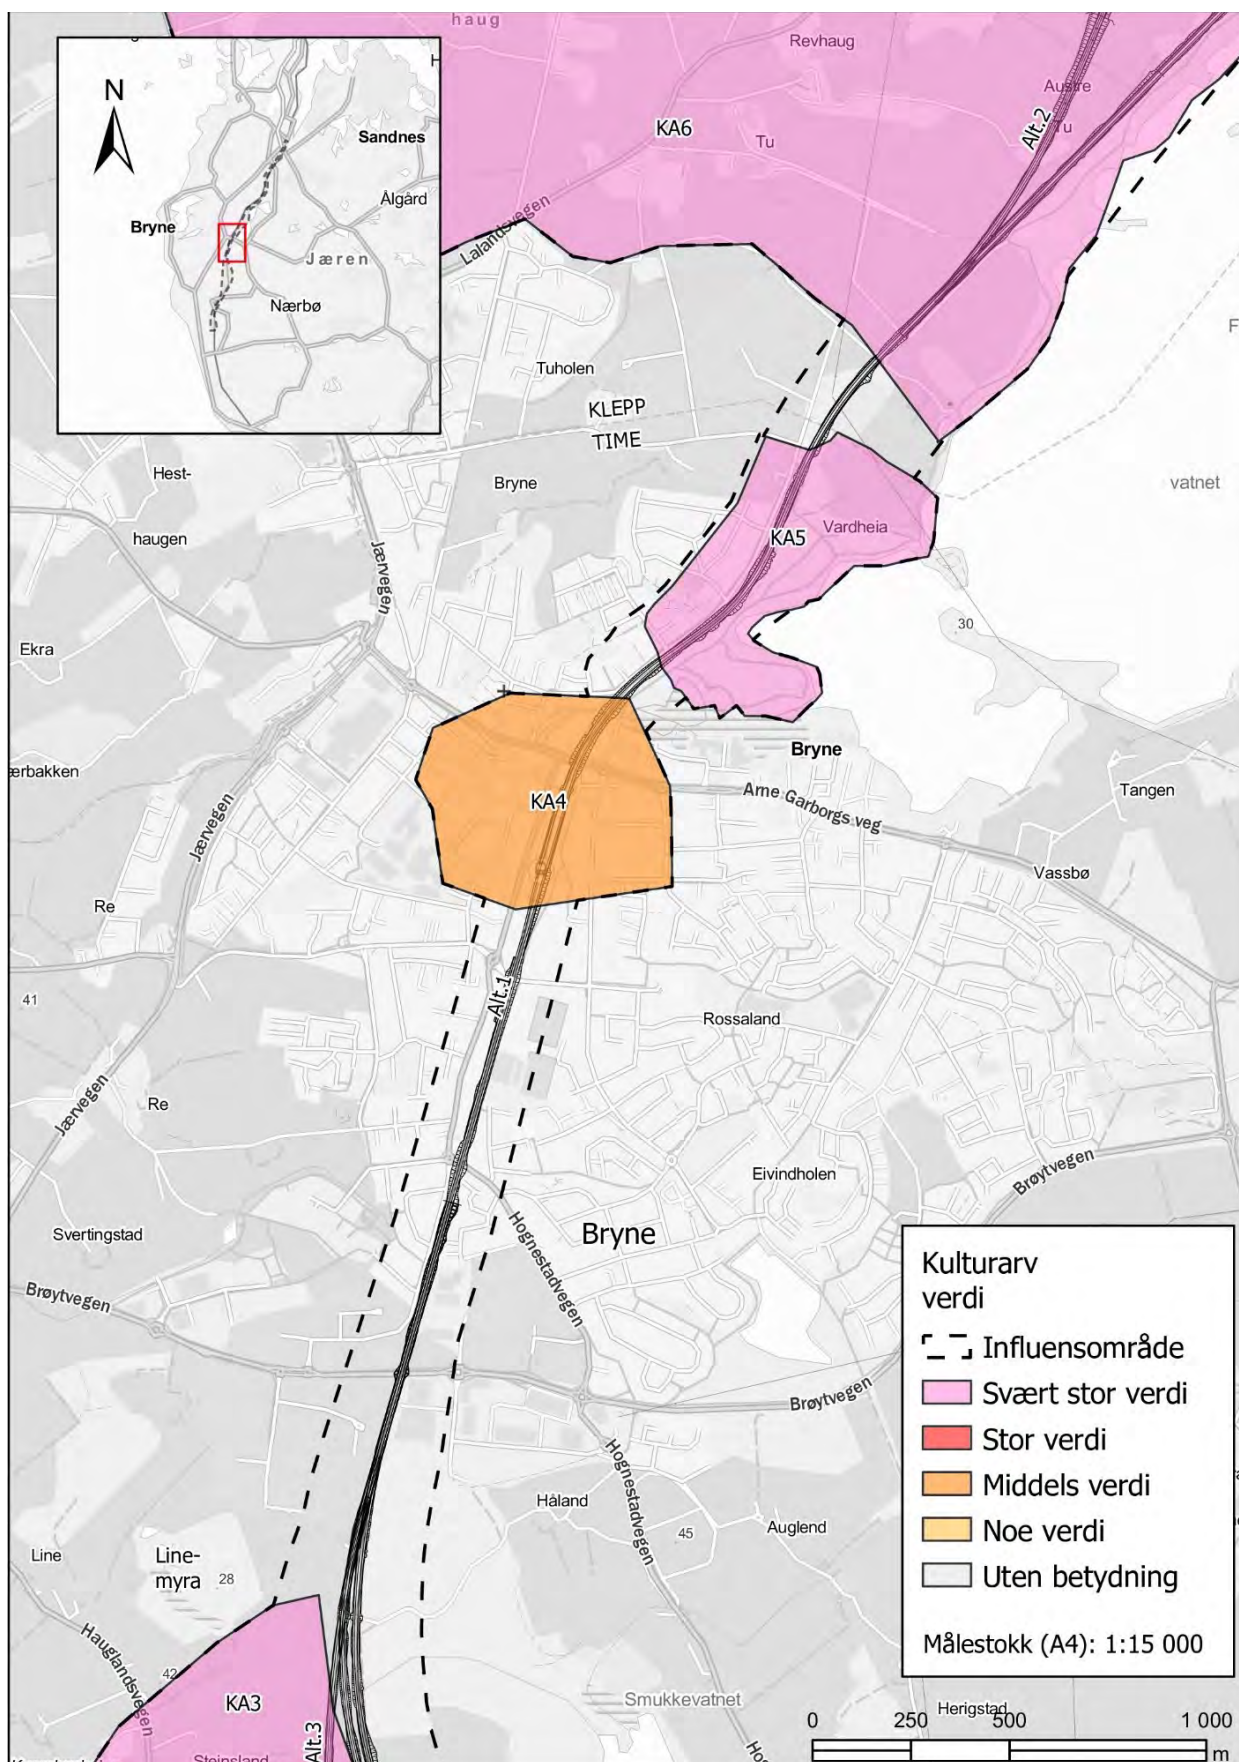 haug
Revhaug
N
Austre
Tu
Alt.2
KA6
Tu
Sandnes
Ålgård
Bryne
Jæren
Nærbø
Lalandsvegen
F
Tuholen
KLEPP
TIME
Hest-
haugen
Bryne
vatnet
Vardheia
KA5
Jærvegen
30
Ekra
Bryne
ærbakken
Tangen
KA4
Arne Garborgs veg
Jærvegen
Vassbø
Re
41
Alt.1
Rossaland
Jærvegen
Re
Eivindholen
Brøytvegen
Svertingstad
Hognestadvegen
Bryne
Brøytvegen
Brøytvegen
Kulturarv
verdi
Influensområde
Svært stor verdi
Stor verdi
Middels verdi
Noe verdi
Uten betydning
Målestokk (A4): 1:15 000
Håland
Hognestadvegen
45
Auglend
Line
Line-
myra
28
Hauglandsvegen
42
KA3
Alt.3
Steinsland
Smukkevatnet
Herigstad
0 250 500 1 000
m